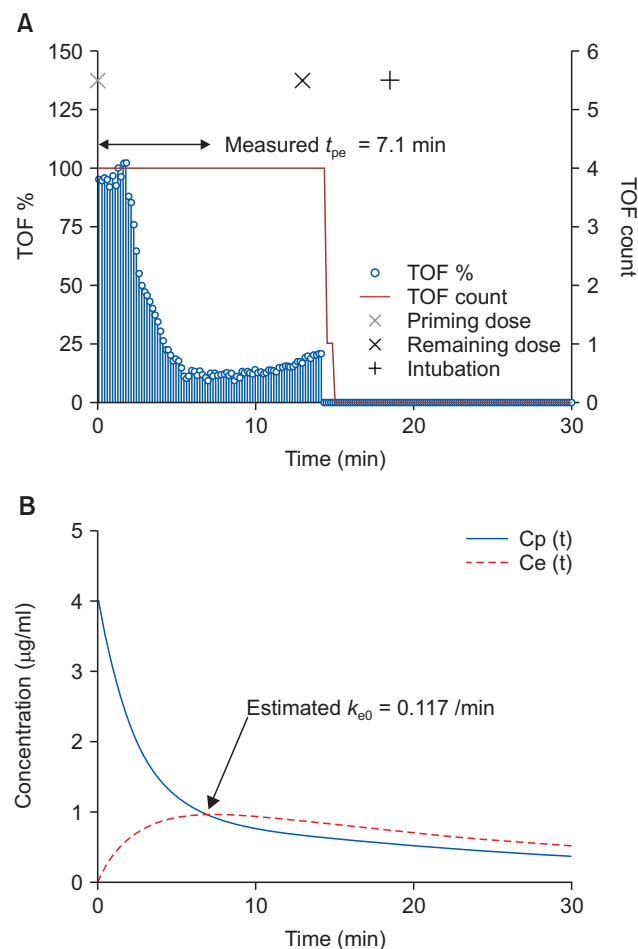 A
150
125
100
75
50
25
0
TOF %
6
5
4
3
2
1
0
TOF count
Measured tpe = 7.1 min
TOF %
TOF count
Priming dose
Remaining dose
Intubation
0 10 20 30
Time (min)
B
5
4
3
2
1
0
Concentration (μg/ml)
Cp (t)
Ce (t)
Estimated ke0 = 0.117 /min
0 10 20 30
Time (min)